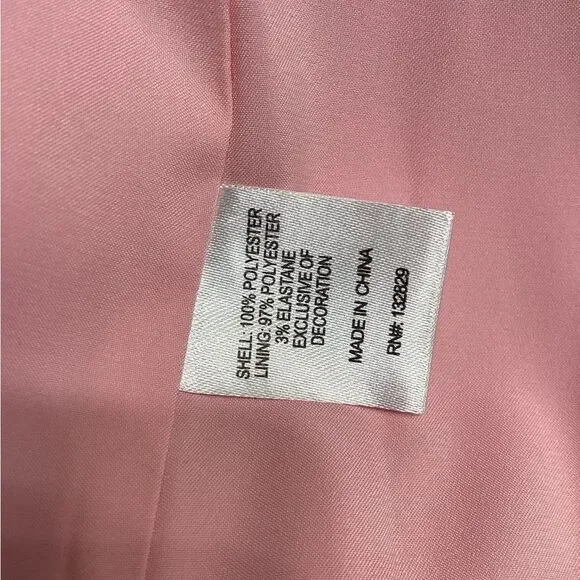 SHELL: 100% POLYESTER
LINING: 97% POLYESTER
3% ELASTANE
EXCLUSIVE OF
DECORATION
MADE IN CHINA
RN#: 132829